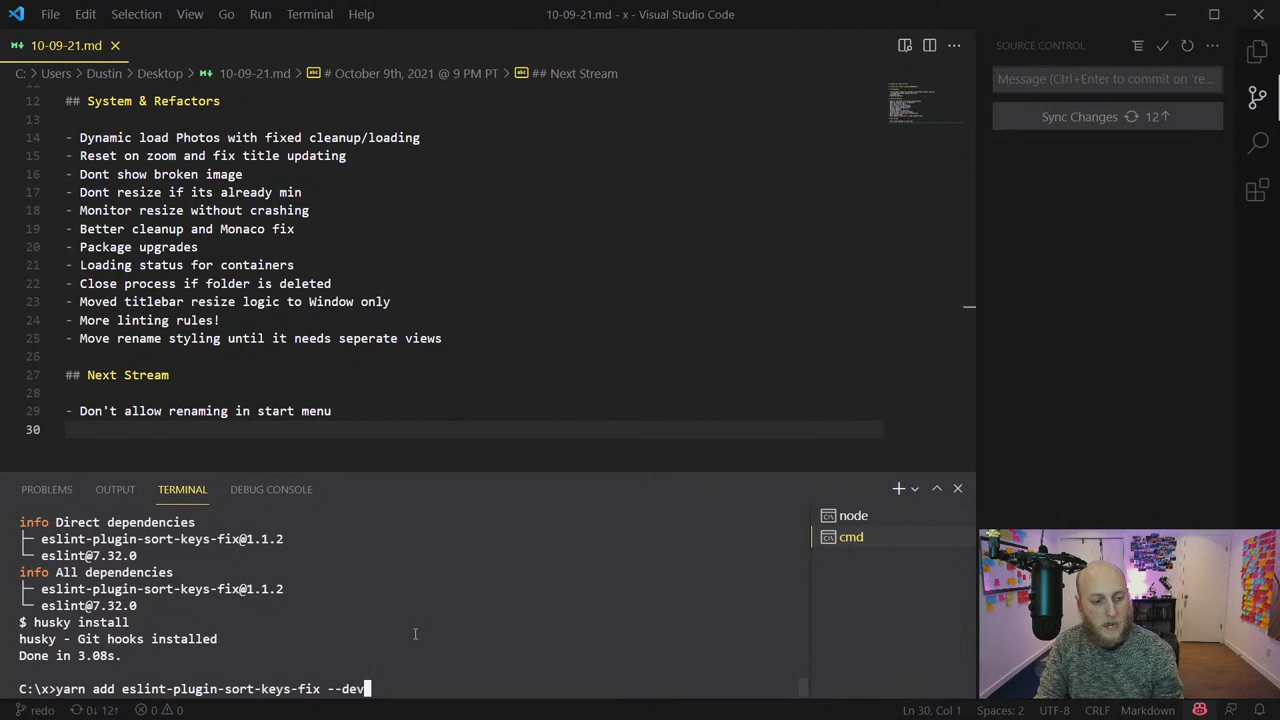 File Edit Selection View Go Run Terminal Help 10-09-21.md - x - Visual Studio Code
10-09-21.md
SOURCE CONTROL
C: > Users > Dustin > Desktop > 10-09-21.md > # October 9th, 2021 @ 9 PM PT > ## Next Stream
Message (Ctrl+Enter to commit on 're...
Sync Changes 12↑
12 ## System & Refactors
13
14 - Dynamic load Photos with fixed cleanup/loading
15 - Reset on zoom and fix title updating
16 - Dont show broken image
17 - Dont resize if its already min
18 - Monitor resize without crashing
19 - Better cleanup and Monaco fix
20 - Package upgrades
21 - Loading status for containers
22 - Close process if folder is deleted
23 - Moved titlebar resize logic to Window only
24 - More linting rules!
25 - Move rename styling until it needs seperate views
26
27 ## Next Stream
28
29 - Don't allow renaming in start menu
30
PROBLEMS OUTPUT TERMINAL DEBUG CONSOLE
node
cmd
info Direct dependencies
├─ eslint-plugin-sort-keys-fix@1.1.2
└─ eslint@7.32.0
info All dependencies
├─ eslint-plugin-sort-keys-fix@1.1.2
└─ eslint@7.32.0
$ husky install
husky - Git hooks installed
Done in 3.08s.
C:\x>yarn add eslint-plugin-sort-keys-fix --dev
redo 0↓ 12↑ 0 0 Ln 30, Col 1 Spaces: 2 UTF-8 CRLF Markdown